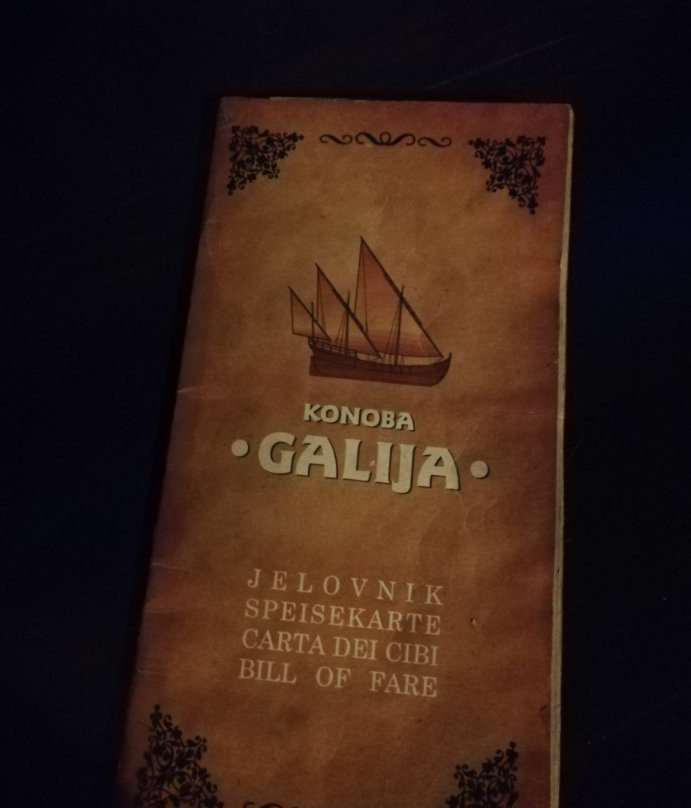 KONOBA
• GALIJA •
JELOVNIK
SPEISEKARTE
CARTA DEI CIBI
BILL OF FARE